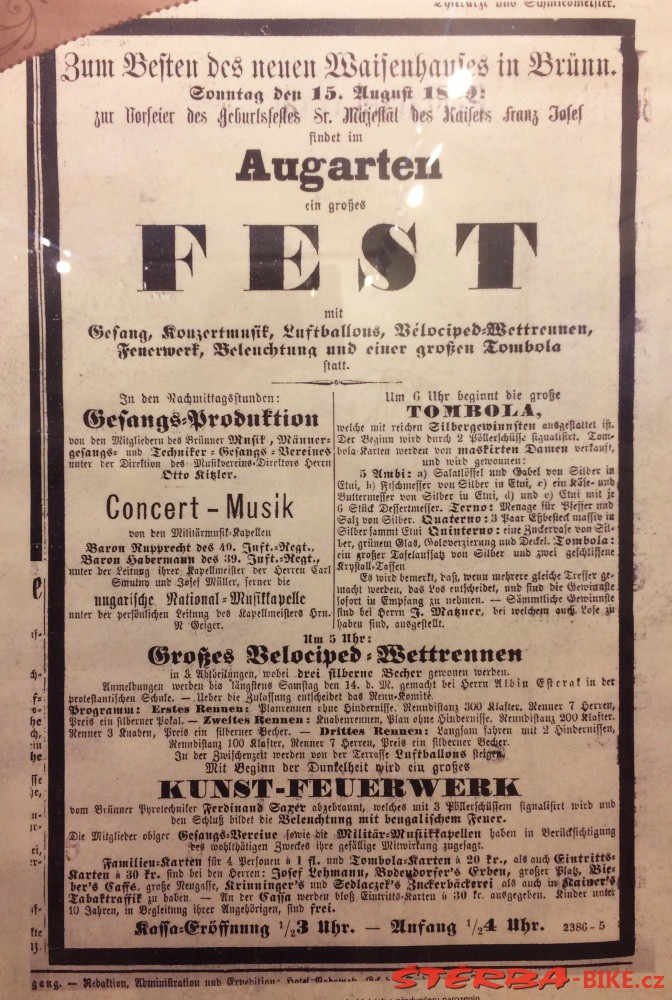 Thierarzt und Schmiedmeister.
Zum Besten des neuen Waisenhauses in Brünn.
Sonntag den 15. August 18
zur Vorfeier des Geburtsfestes Sr. Majestät des Kaisers Franz Josef
findet im
Augarten
ein großes
FEST
mit
Gesang, Konzertmusik, Luftballons, Vélociped-Wettrennen,
Feuerwerk, Beleuchtung und einer großen Tombola
statt.
In den Nachmittagsstunden:
Gesangs-Produktion
von den Mitgliedern des Brünner Musik-, Männer-
gesangs- und Techniker-Gesangs-Vereines
unter der Direktion des Musikvereins-Direktors Herrn
Otto Kitzler.
Concert-Musik
von den Militärmusik-Kapellen
Baron Rupprecht des 40. Inft.-Regt.,
Baron Habermann des 39. Inft.-Regt.,
unter der Leitung ihrer Kapellmeister der Herren Carl
Smutny und Josef Müller, ferner die
ungarische National-Musikkapelle
unter der persönlichen Leitung des Kapellmeisters Hrn.
N Geiger.
Um 6 Uhr beginnt die große
TOMBOLA,
welche mit reichen Silbergewinnsten ausgestattet ist.
Der Beginn wird durch 2 Pöllerschüsse signalisirt. Tom-
bola-Karten werden von maskirten Damen verkauft,
und wird gewonnen:
5 Ambi: a) Salatlöffel und Gabel von Silber in
Etui, b) Fischmesser von Silber in Etui, c) ein Käse- und
Buttermesser von Silber in Etui, d) und e) Etui mit je
6 Stück Dessertmesser. Terno: Menage für Pfeffer und
Salz von Silber. Quaterno: 3 Paar Eßbesteck massiv in
Silber sammt Etui Quinterno: eine Zuckervase von Sil-
ber, grünem Glas, Goldverzierung und Deckel. Tombola:
ein großer Tafelaufsatz von Silber und zwei geschliffene
Krystall-Tassen
Es wird bemerkt, daß, wenn mehrere gleiche Treffer ge-
macht werden, das Los entscheidet, und sind die Gewinnste
sofort in Empfang zu nehmen. — Sämmtliche Gewinnste
sind bei Herrn J. Matzner, bei welchem auch Lose zu
haben sind, ausgestellt.
Um 5 Uhr:
Großes Velociped-Wettrennen
in 3 Abtheilungen, wobei drei silberne Becher gewonnen werden.
Anmeldungen werden bis längstens Samstag den 14. d. M. gemacht bei Herrn Albin Esterak in der
protestantischen Schule. — Ueber die Zulassung entscheidet das Renn-Komité.
Programm: Erstes Rennen: Planrennen ohne Hindernisse. Renndistanz 300 Klafter, Renner 7 Herren,
Preis ein silberner Pokal. — Zweites Rennen: Knabenrennen, Plan ohne Hindernisse. Renndistanz 200 Klafter.
Renner 3 Knaben, Preis ein silberner Becher. — Drittes Rennen: Langsam fahren mit 2 Hindernissen,
Renndistanz 100 Klafter, Renner 7 Herren, Preis ein silberner Becher.
In der Zwischenzeit werden von der Terrasse Luftballons steigen.
Mit Beginn der Dunkelheit wird ein großes
KUNST-FEUERWERK
vom Brünner Pyrotechniker Ferdinand Saxer abgebrannt, welches mit 3 Pöllerschüssen signalisirt wird und
den Schluß bildet die Beleuchtung mit bengalischem Feuer.
Die Mitglieder obiger Gesangs-Vereine sowie die Militär-Musikkapellen haben in Berücksichtigung
des wohlthätigen Zweckes ihre gefällige Mitwirkung zugesagt.
Familien-Karten für 4 Personen à 1 fl. und Tombola-Karten à 20 kr., als auch Eintritts-
Karten à 30 kr. sind bei den Herren: Josef Lehmann, Bodendorfer's Erben, großer Platz, Bie-
ber's Caffé, große Neugasse, Krinninger's und Sedlaczek's Zuckerbäckerei als auch in Kainer's
Tabaktraffik zu haben. — An der Cassa werden bloß Eintritts-Karten à 30 kr. ausgegeben. Kinder unter
10 Jahren, in Begleitung ihrer Angehörigen, sind frei.
Kassa-Eröffnung 1/2 3 Uhr. — Anfang 1/2 4 Uhr. 2386-5
gang. — Redaktion, Administration und Expedition:
STERBA-BIKE.cz